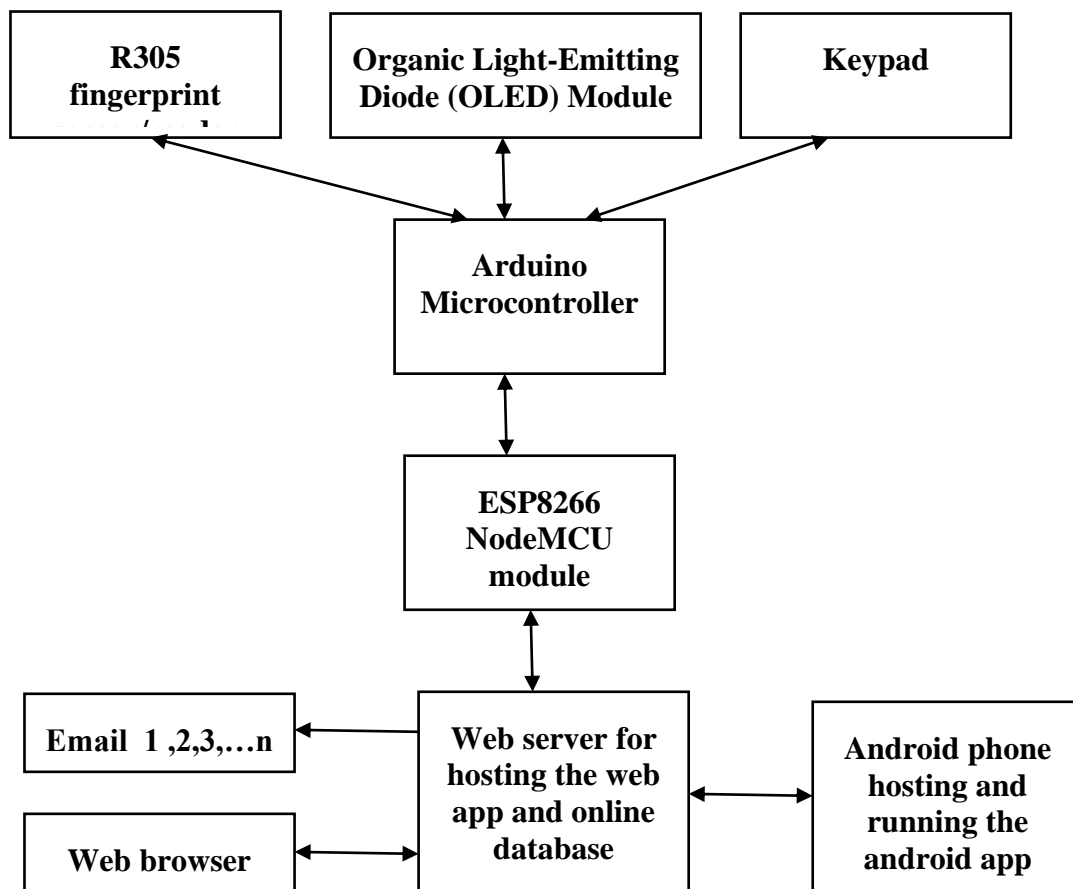 R305
fingerprint
Organic Light-Emitting
Diode (OLED) Module
Keypad
Arduino
Microcontroller
ESP8266
NodeMCU
module
Email 1 ,2,3,…n
Web browser
Web server for
hosting the web
app and online
database
Android phone
hosting and
running the
android app